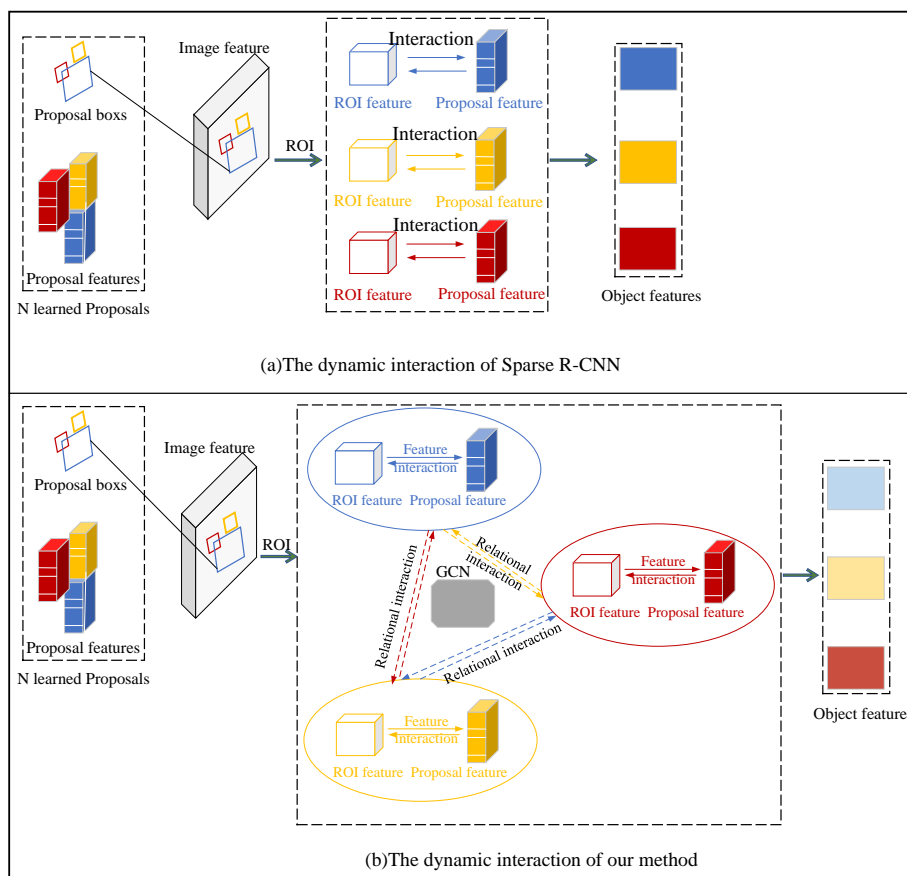 Image feature
Proposal boxs
Proposal features
N learned Proposals
ROI
Interaction
ROI feature
Proposal feature
Interaction
ROI feature
Proposal feature
Interaction
ROI feature
Proposal feature
Object features
(a)The dynamic interaction of Sparse R-CNN
Image feature
Proposal boxs
Proposal features
N learned Proposals
ROI
Feature
interaction
ROI feature
Proposal feature
Relational interaction
GCN
Relational
interaction
Feature
interaction
ROI feature
Proposal feature
Relational interaction
Feature
interaction
ROI feature
Proposal feature
Object feature
(b)The dynamic interaction of our method